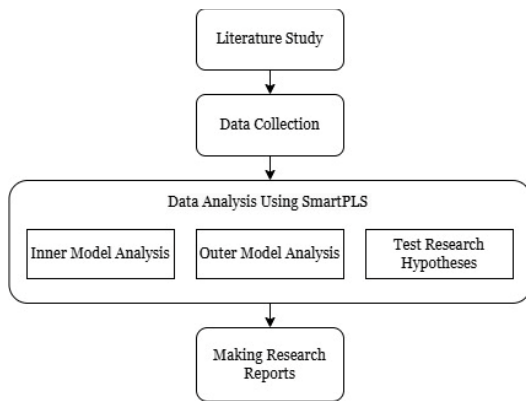 Literature Study
Data Collection
Data Analysis Using SmartPLS
Inner Model Analysis
Outer Model Analysis
Test Research
Hypotheses
Making Research
Reports